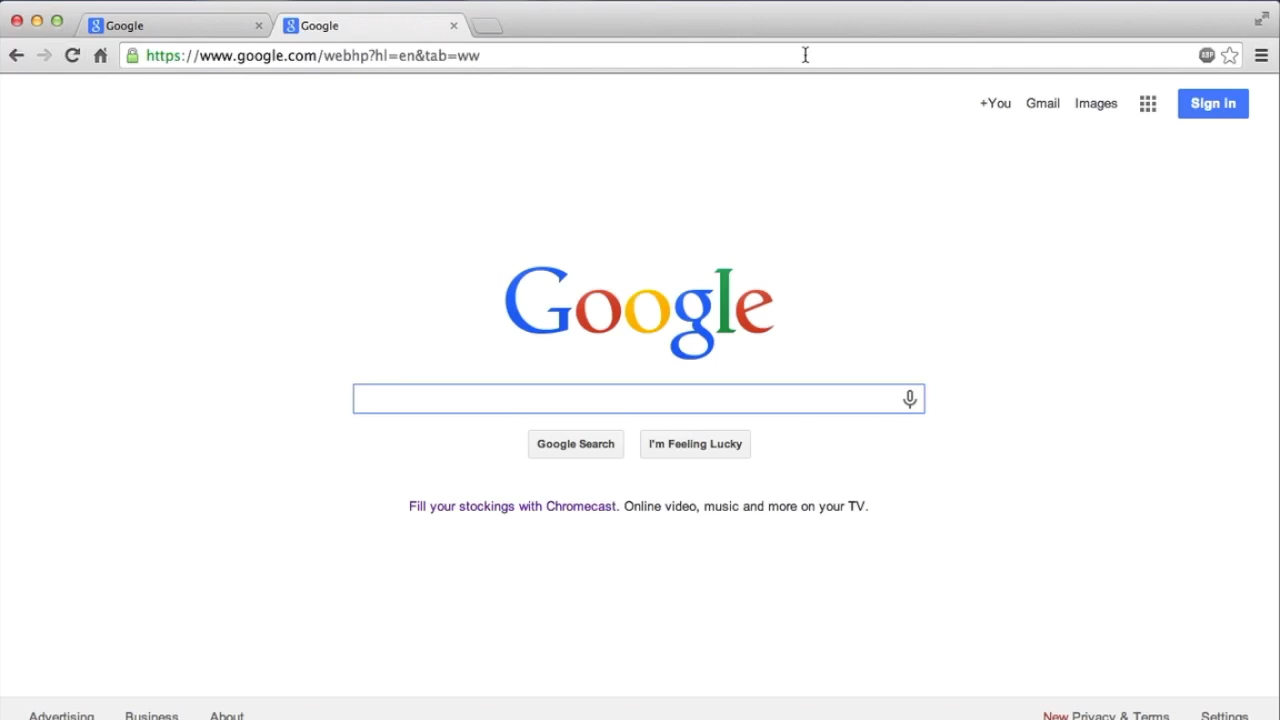 Google
Google
https://www.google.com/webhp?hl=en&tab=ww
ABP
+You
Gmail
Images
Sign in
Google
Google Search
I'm Feeling Lucky
Fill your stockings with Chromecast. Online video, music and more on your TV.
Advertising
Business
About
New Privacy & Terms
Settings